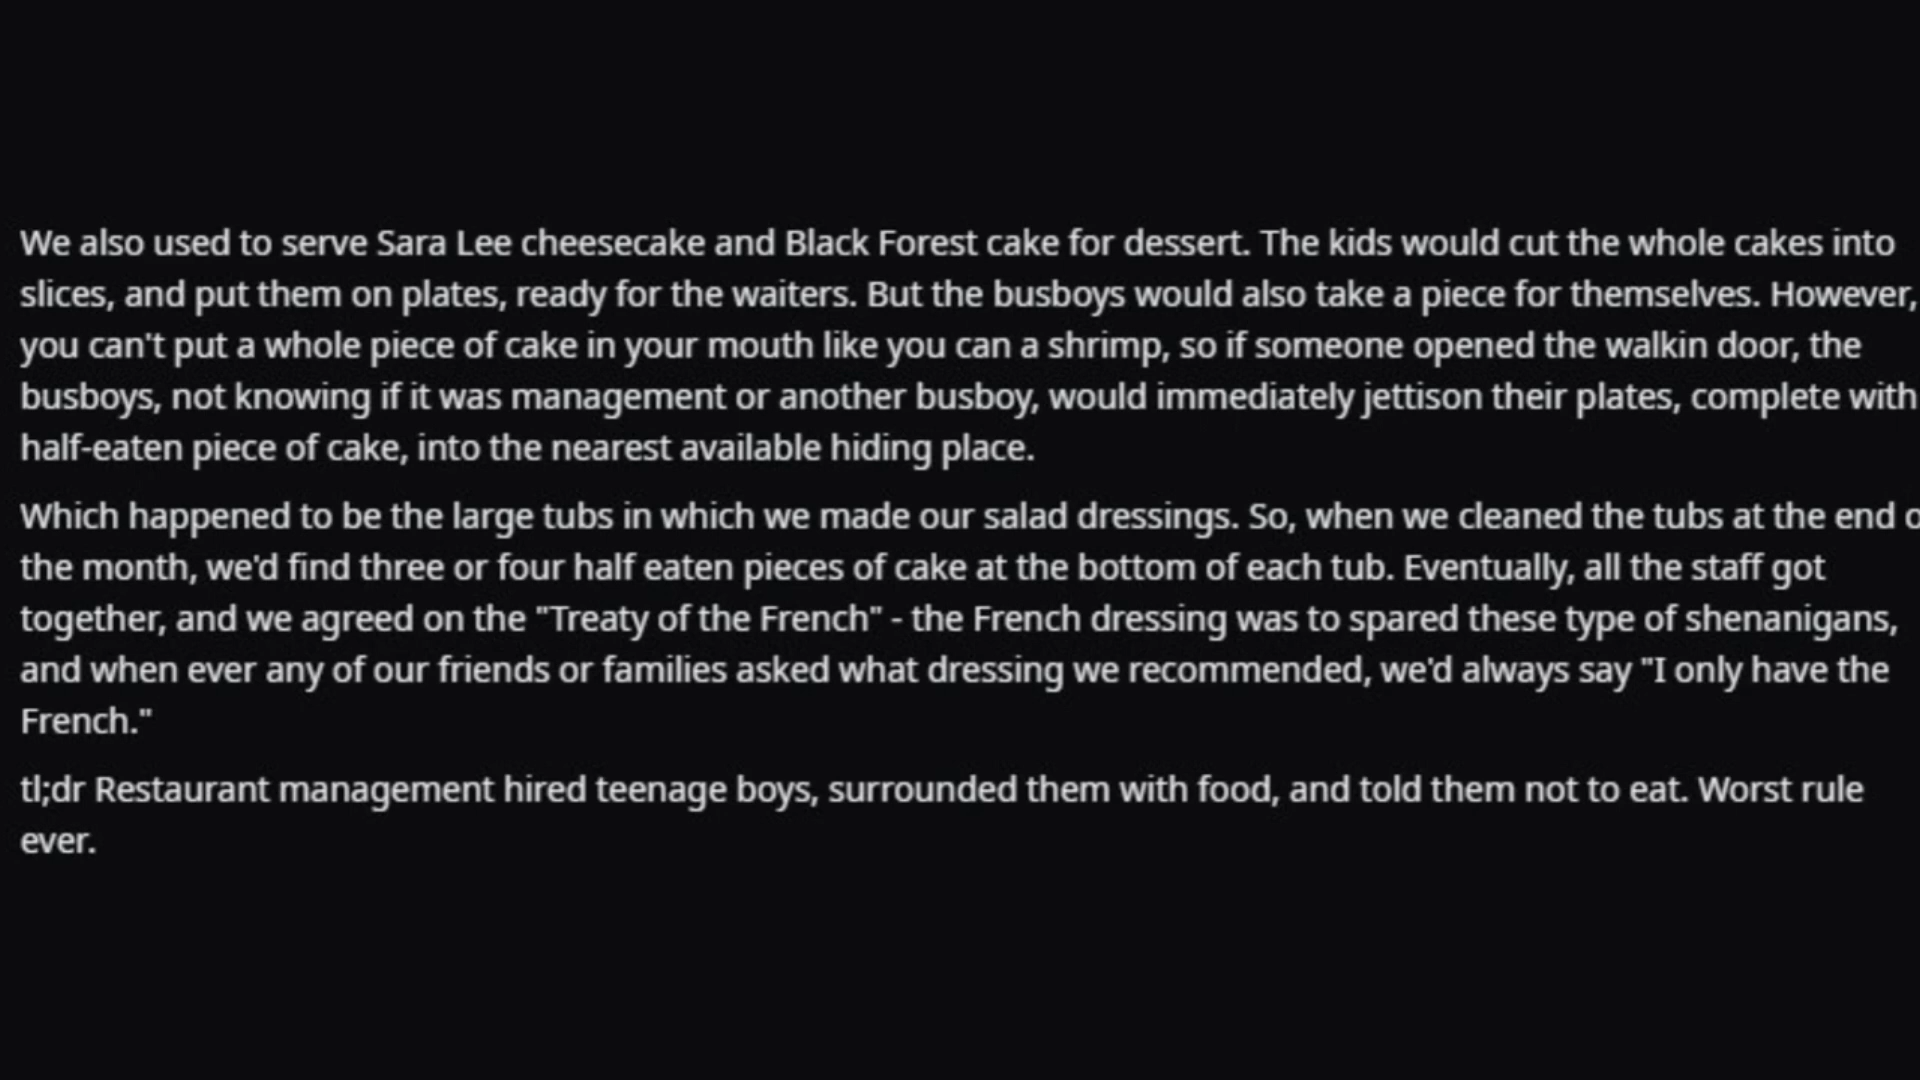 We also used to serve Sara Lee cheesecake and Black Forest cake for dessert. The kids would cut the whole cakes into
slices, and put them on plates, ready for the waiters. But the busboys would also take a piece for themselves. However,
you can't put a whole piece of cake in your mouth like you can a shrimp, so if someone opened the walkin door, the
busboys, not knowing if it was management or another busboy, would immediately jettison their plates, complete with
half-eaten piece of cake, into the nearest available hiding place.
Which happened to be the large tubs in which we made our salad dressings. So, when we cleaned the tubs at the end
the month, we'd find three or four half eaten pieces of cake at the bottom of each tub. Eventually, all the staff got
together, and we agreed on the "Treaty of the French" - the French dressing was to spared these type of shenanigans,
and when ever any of our friends or families asked what dressing we recommended, we'd always say "I only have the
French."
tl;dr Restaurant management hired teenage boys, surrounded them with food, and told them not to eat. Worst rule
ever.